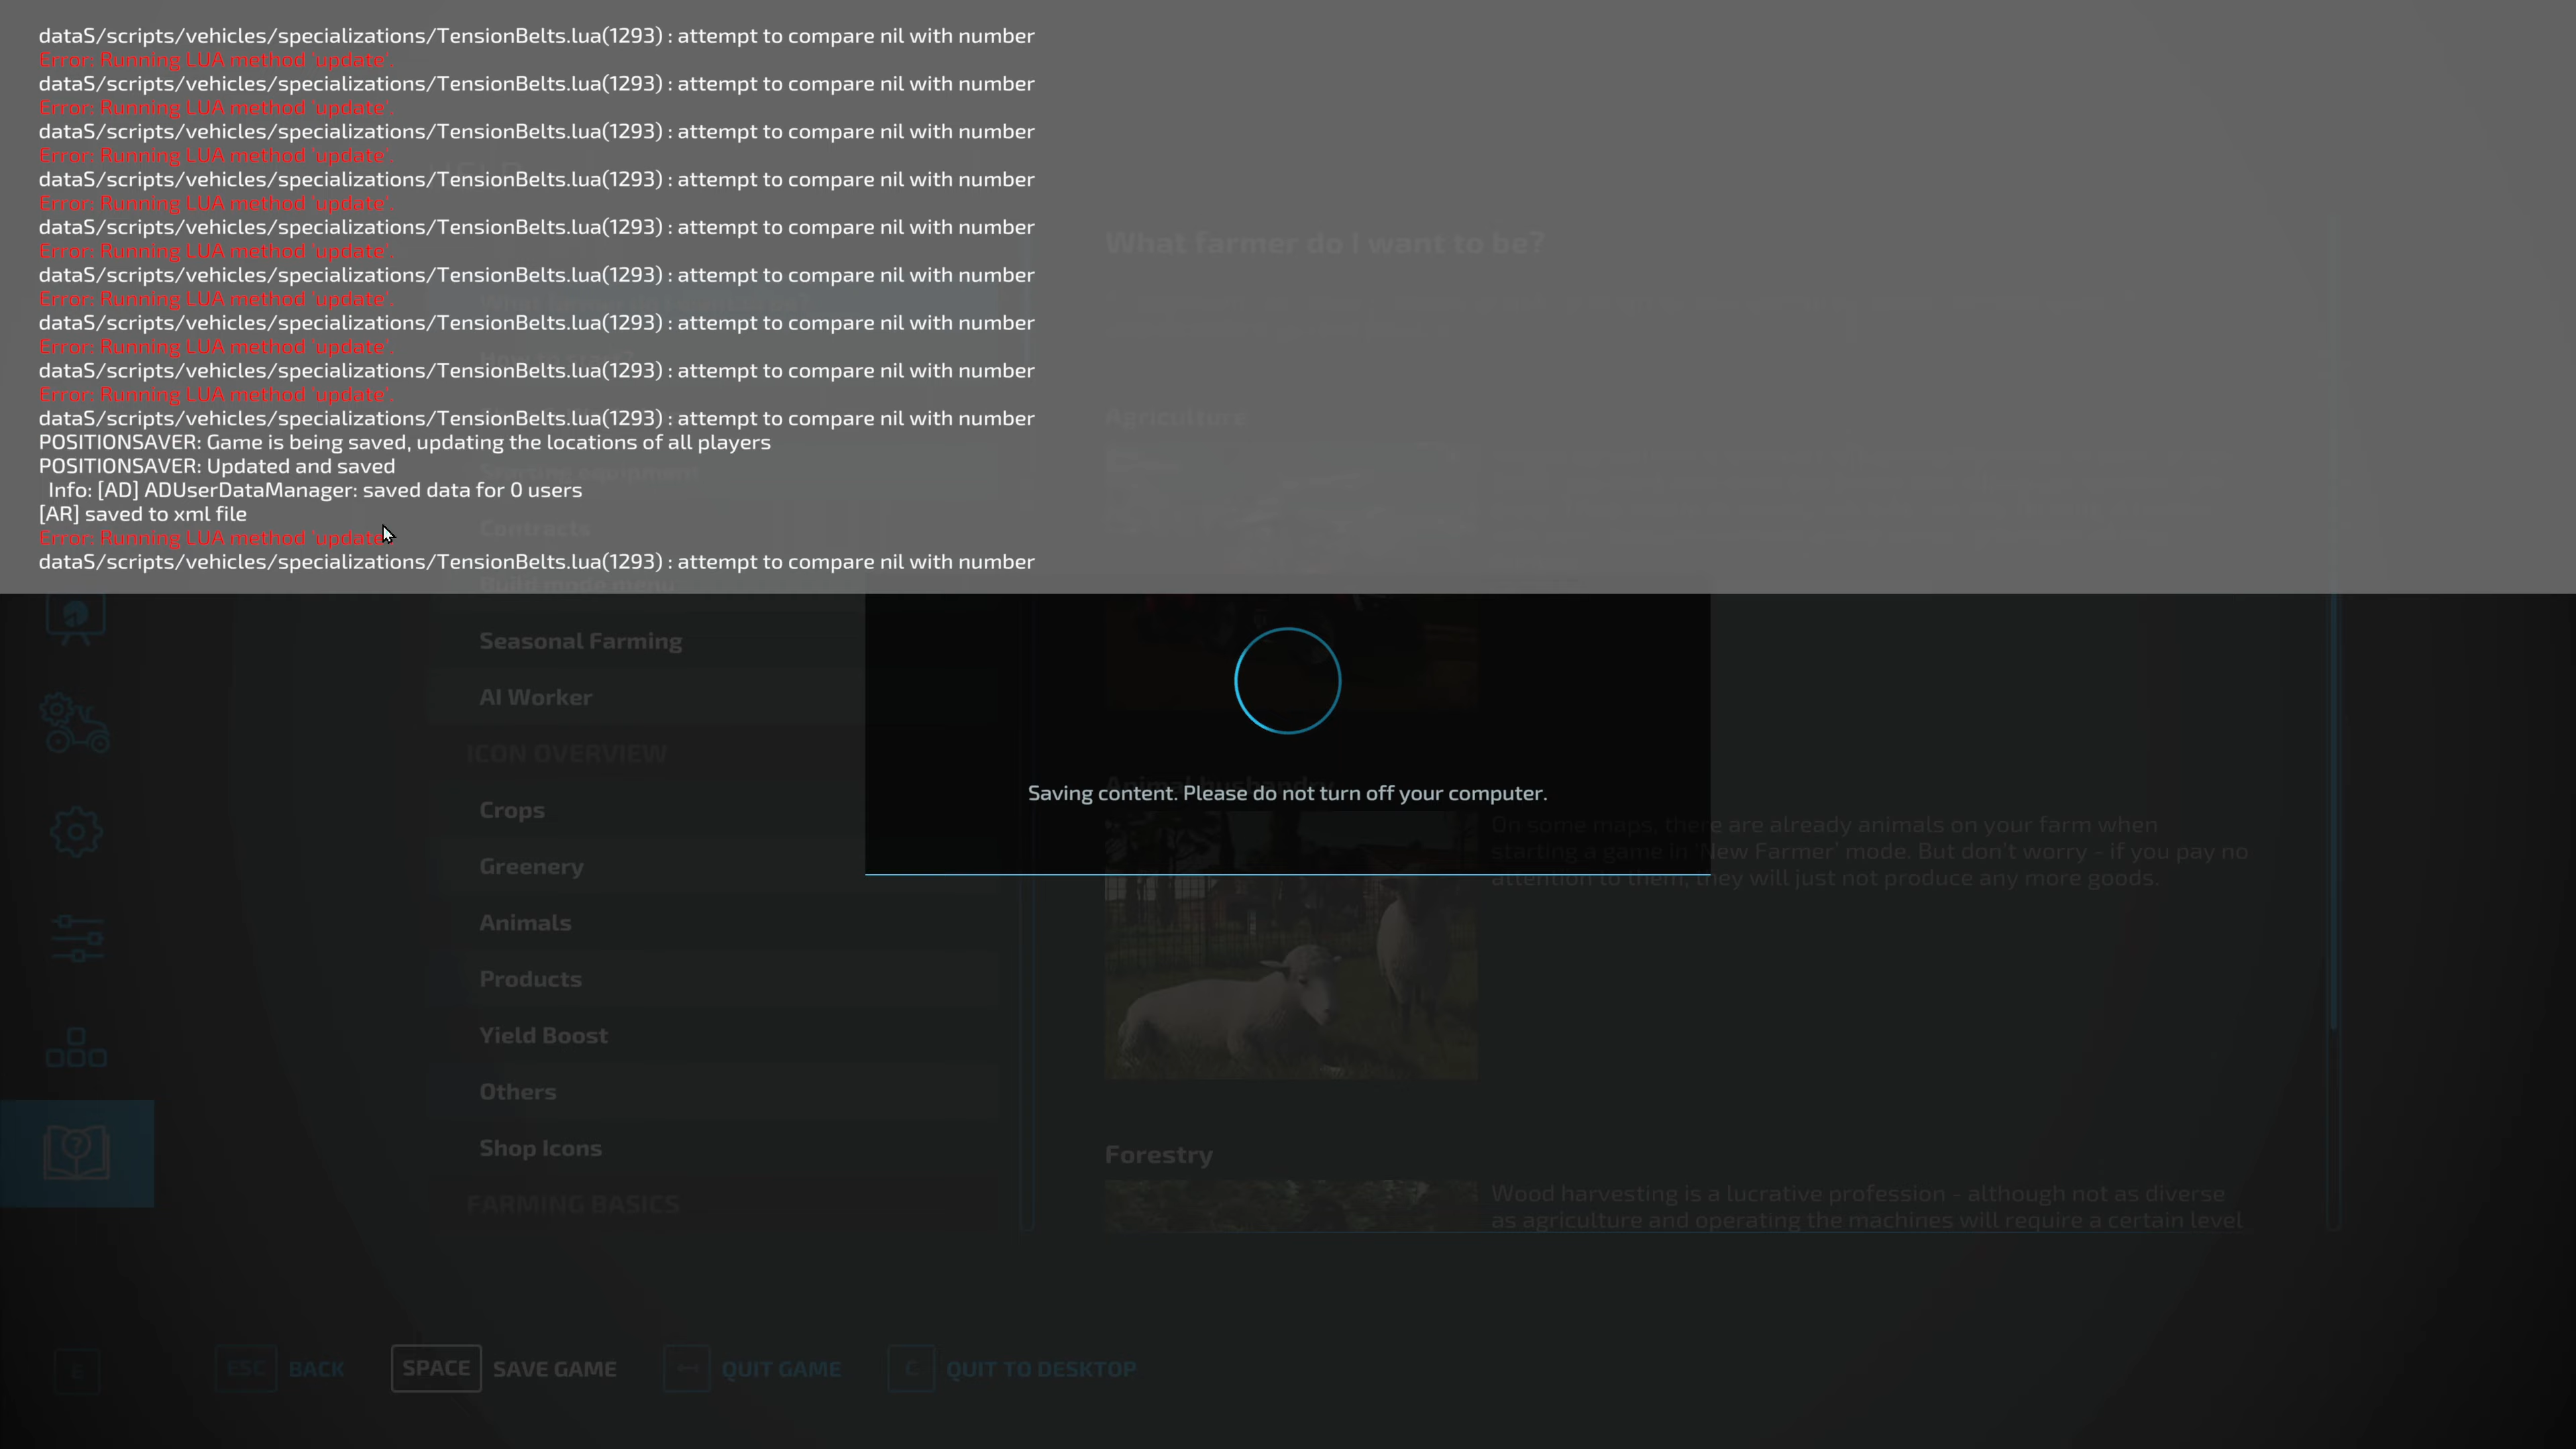 dataS/scripts/vehicles/specializations/TensionBelts.lua(1293) : attempt to compare nil with number
Error: Running LUA method 'update'.
dataS/scripts/vehicles/specializations/TensionBelts.lua(1293) : attempt to compare nil with number
Error: Running LUA method 'update'.
dataS/scripts/vehicles/specializations/TensionBelts.lua(1293) : attempt to compare nil with number
Error: Running LUA method 'update'.
dataS/scripts/vehicles/specializations/TensionBelts.lua(1293) : attempt to compare nil with number
Error: Running LUA method 'update'.
dataS/scripts/vehicles/specializations/TensionBelts.lua(1293) : attempt to compare nil with number
Error: Running LUA method 'update'.
dataS/scripts/vehicles/specializations/TensionBelts.lua(1293) : attempt to compare nil with number
Error: Running LUA method 'update'.
dataS/scripts/vehicles/specializations/TensionBelts.lua(1293) : attempt to compare nil with number
Error: Running LUA method 'update'.
dataS/scripts/vehicles/specializations/TensionBelts.lua(1293) : attempt to compare nil with number
Error: Running LUA method 'update'.
dataS/scripts/vehicles/specializations/TensionBelts.lua(1293) : attempt to compare nil with number
POSITIONSAVER: Game is being saved, updating the locations of all players
POSITIONSAVER: Updated and saved
Info: [AD] ADUserDataManager: saved data for 0 users
[AR] saved to xml file
Error: Running LUA method 'update'.
dataS/scripts/vehicles/specializations/TensionBelts.lua(1293) : attempt to compare nil with number
Contracts
Build mode menu
Seasonal Farming
AI Worker
ICON OVERVIEW
Crops
Greenery
Animals
Products
Yield Boost
Others
Shop Icons
FARMING BASICS
What farmer do I want to be?
Agriculture
Saving content. Please do not turn off your computer.
Animal husbandry
On some maps, there are already animals on your farm when
starting a game in 'New Farmer' mode. But don't worry - if you pay no
attention to them, they will just not produce any more goods.
Forestry
Wood harvesting is a lucrative profession - although not as diverse
as agriculture and operating the machines will require a certain level
ESC BACK
SPACE SAVE GAME
QUIT GAME
C QUIT TO DESKTOP